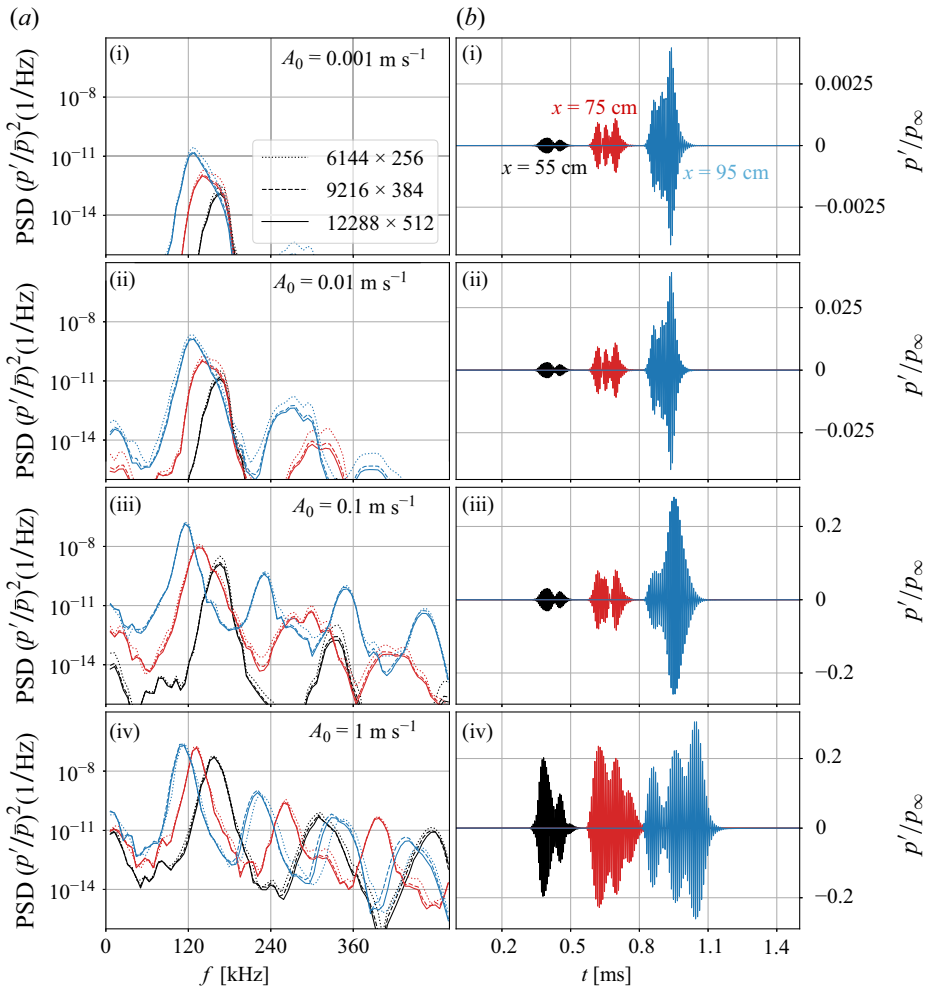 (a)
(b)
(i)
A₀ = 0.001 m s⁻¹
PSD (p′/p̄)² (1/Hz)
10⁻⁸
10⁻¹¹
10⁻¹⁴
6144 × 256
9216 × 384
12288 × 512
(i)
x = 55 cm
x = 75 cm
x = 95 cm
0.0025
0
−0.0025
p′/p∞
(ii)
A₀ = 0.01 m s⁻¹
PSD (p′/p̄)² (1/Hz)
10⁻⁸
10⁻¹¹
10⁻¹⁴
(ii)
0.025
0
−0.025
p′/p∞
(iii)
A₀ = 0.1 m s⁻¹
PSD (p′/p̄)² (1/Hz)
10⁻⁸
10⁻¹¹
10⁻¹⁴
(iii)
0.2
0
−0.2
p′/p∞
(iv)
A₀ = 1 m s⁻¹
PSD (p′/p̄)² (1/Hz)
10⁻⁸
10⁻¹¹
10⁻¹⁴
0 120 240 360
f [kHz]
(iv)
0.2
0
−0.2
p′/p∞
0.2 0.5 0.8 1.1 1.4
t [ms]